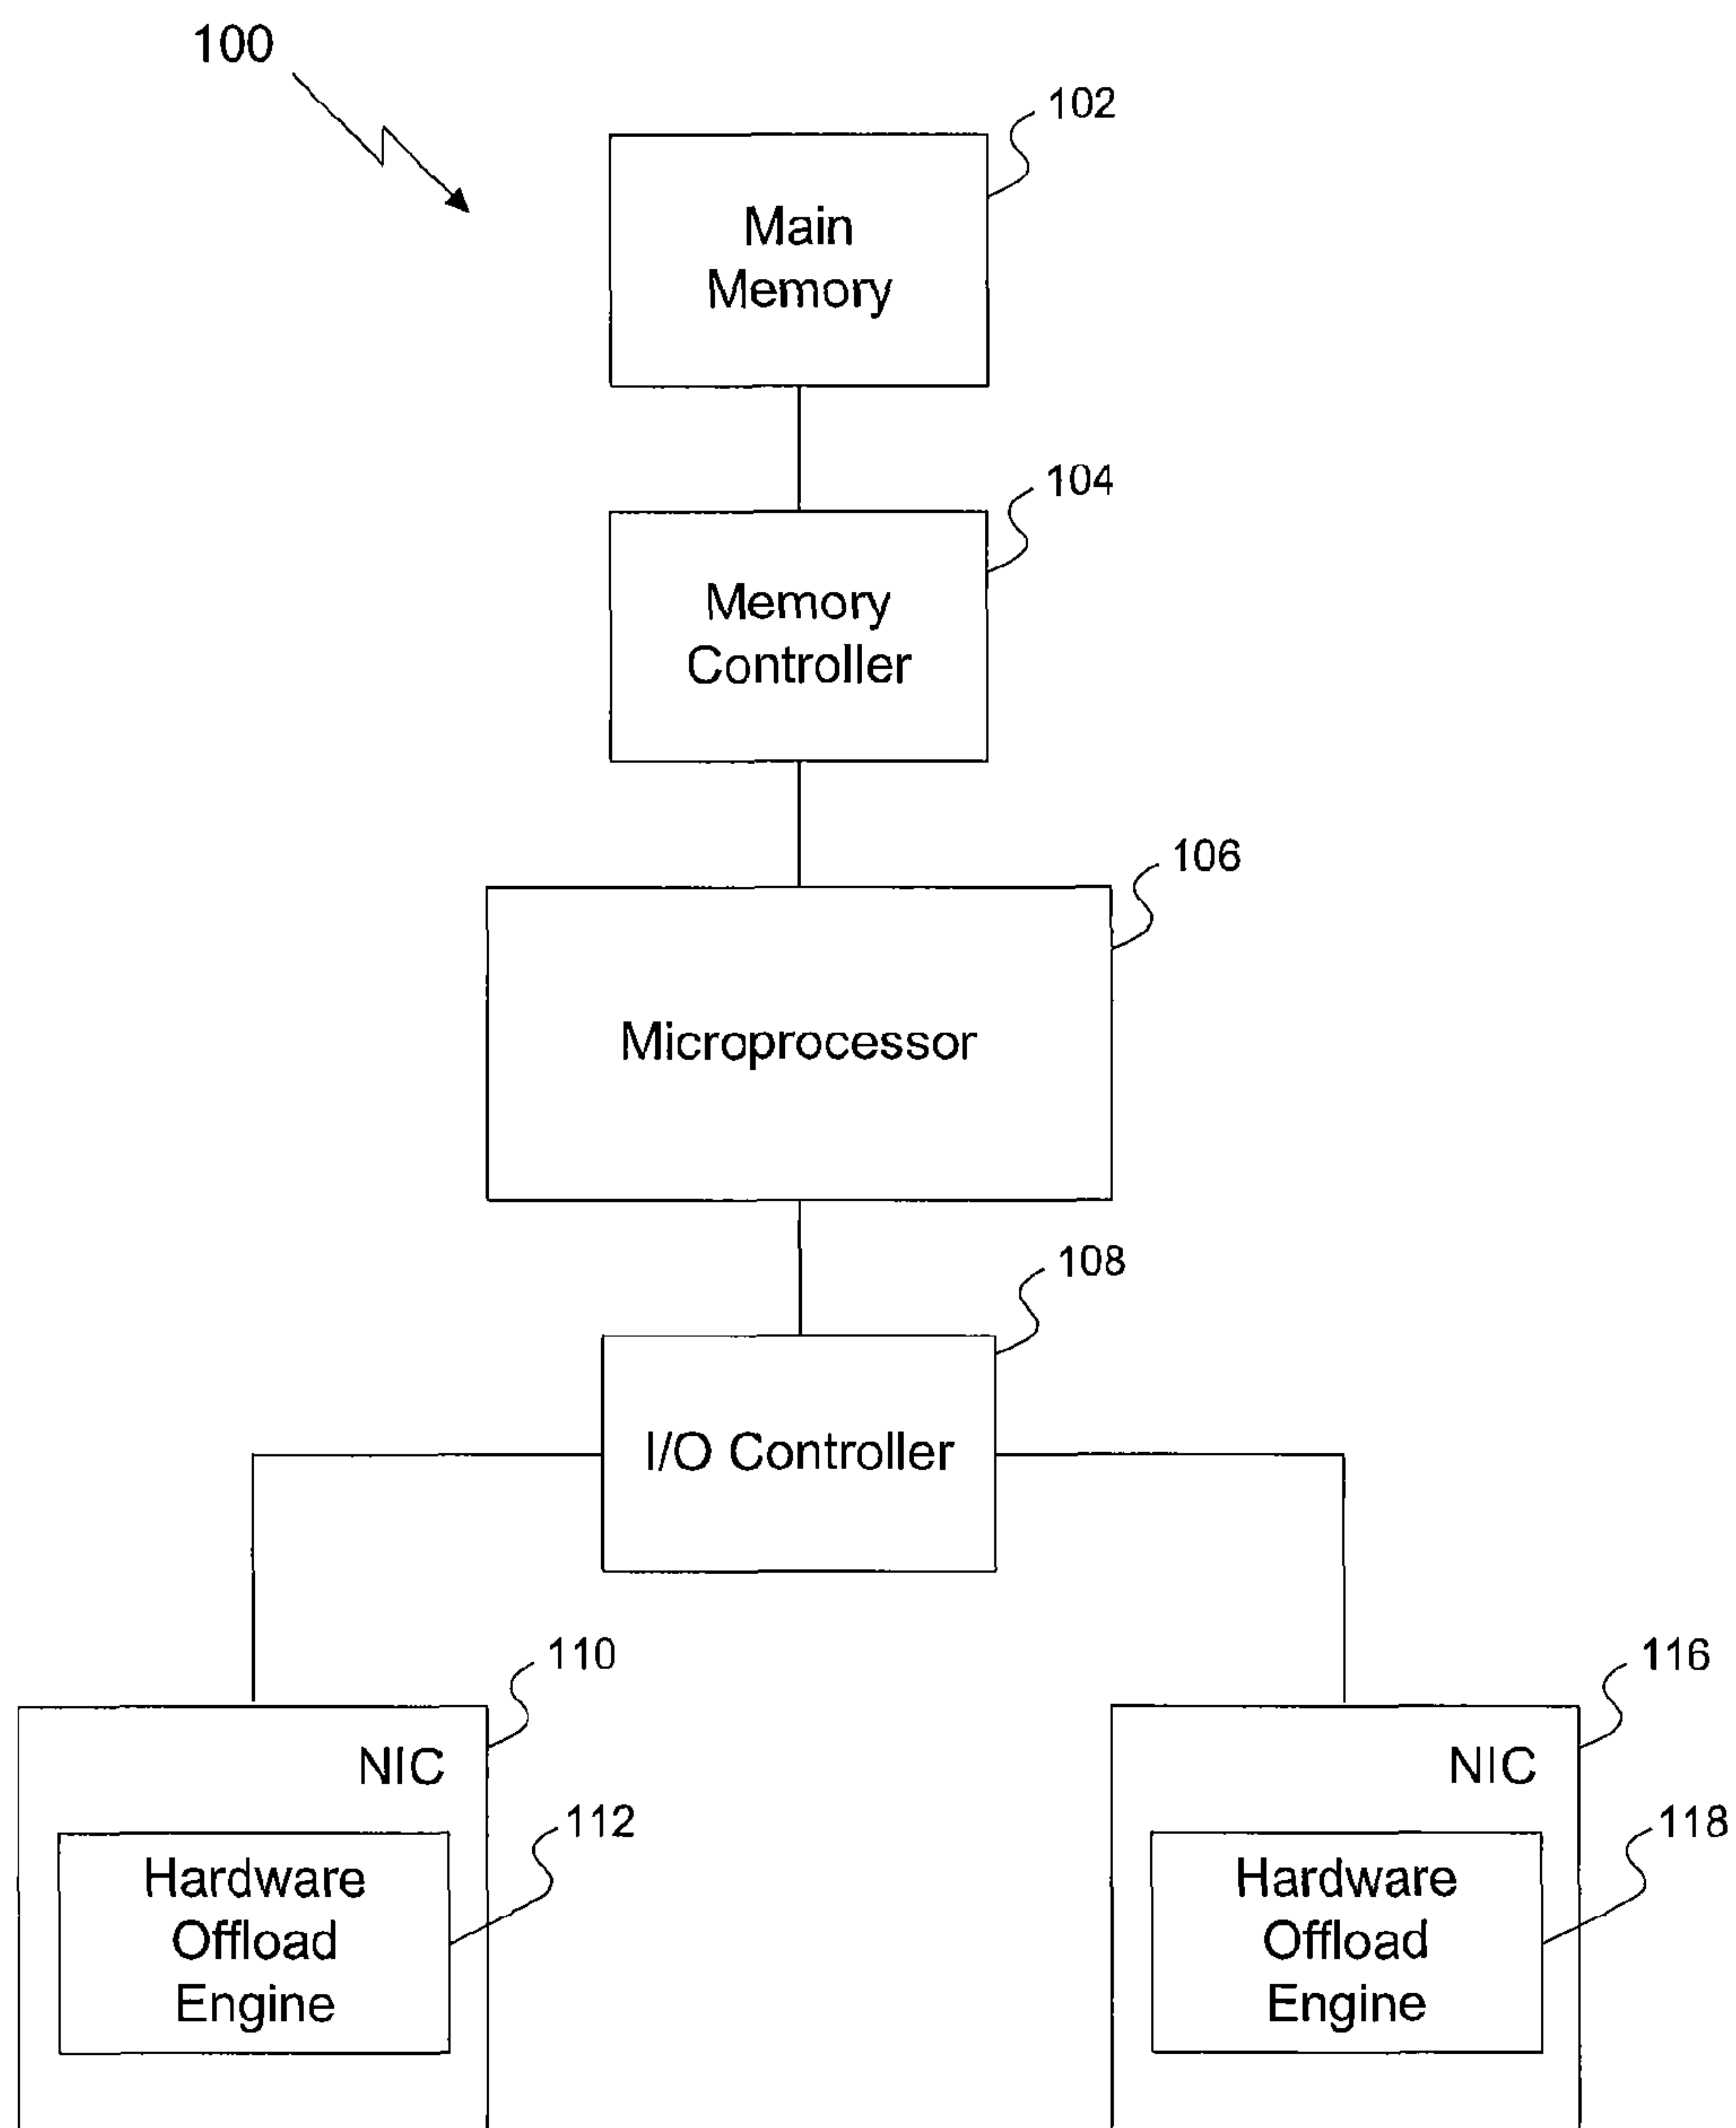 100
102
Main
Memory
104
Memory
Controller
106
Microprocessor
108
I/O Controller
110
NIC
112
Hardware
Offload
Engine
116
NIC
118
Hardware
Offload
Engine